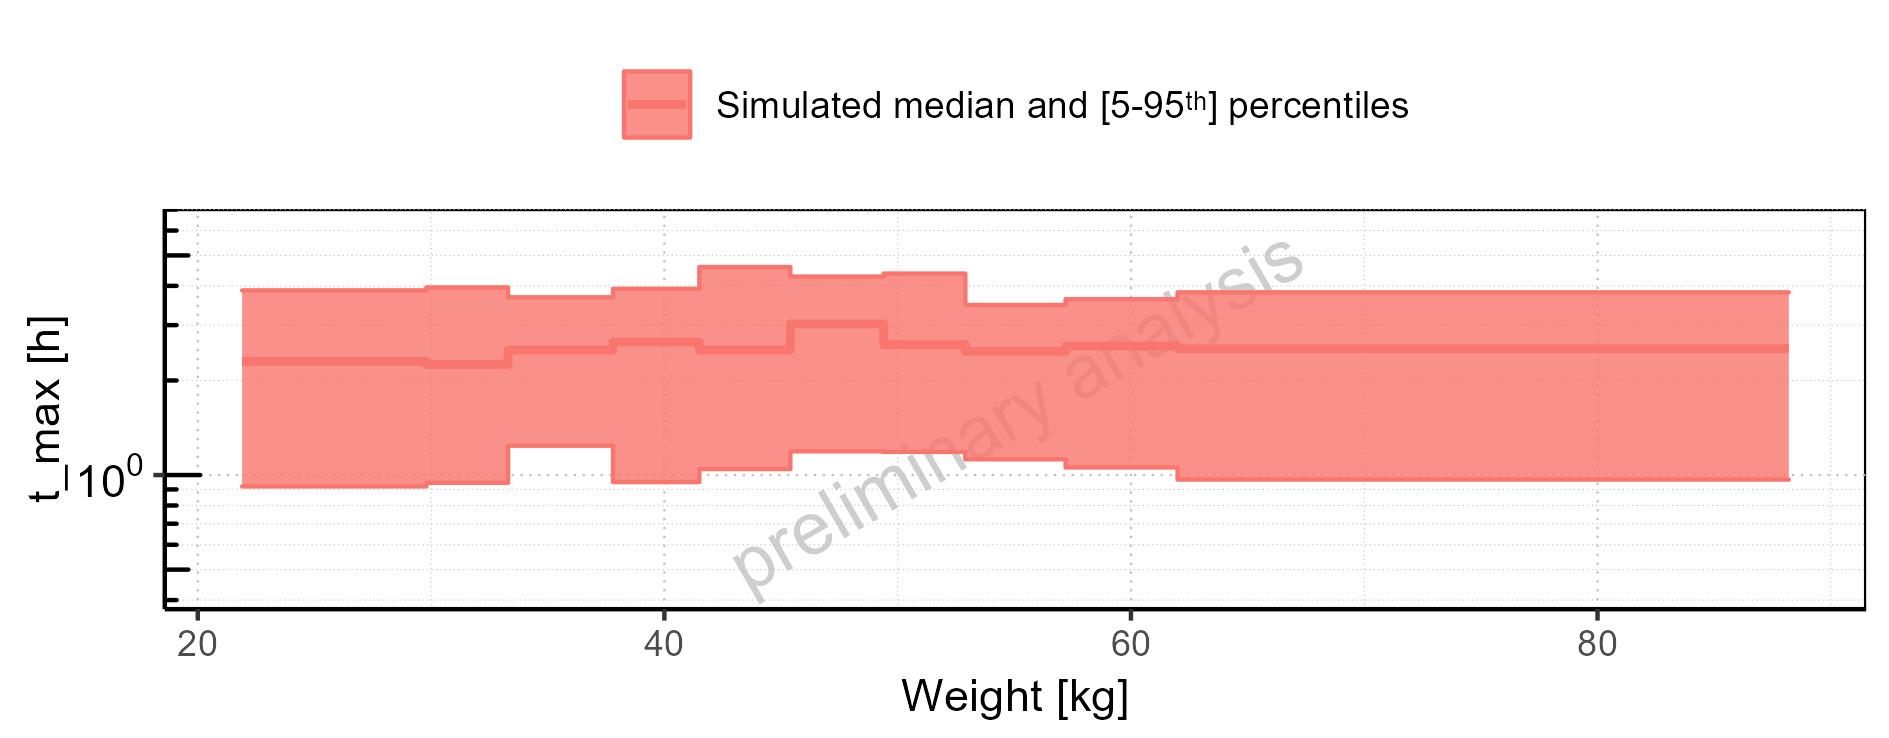 Simulated median and [5-95th] percentiles
t_max [h]
10^0
preliminary analysis
20 40 60 80
Weight [kg]